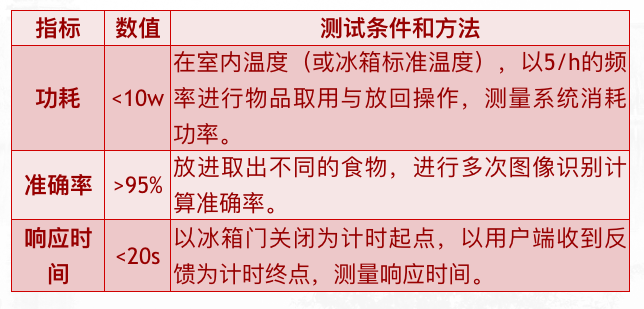 指标 数值 测试条件和方法
功耗 <10w 在室内温度（或冰箱标准温度），以5/h的频
率进行物品取用与放回操作，测量系统消耗
功率。
准确率 >95% 放进取出不同的食物，进行多次图像识别计
算准确率。
响应时
间 <20s 以冰箱门关闭为计时起点，以用户端收到反
馈为计时终点，测量响应时间。